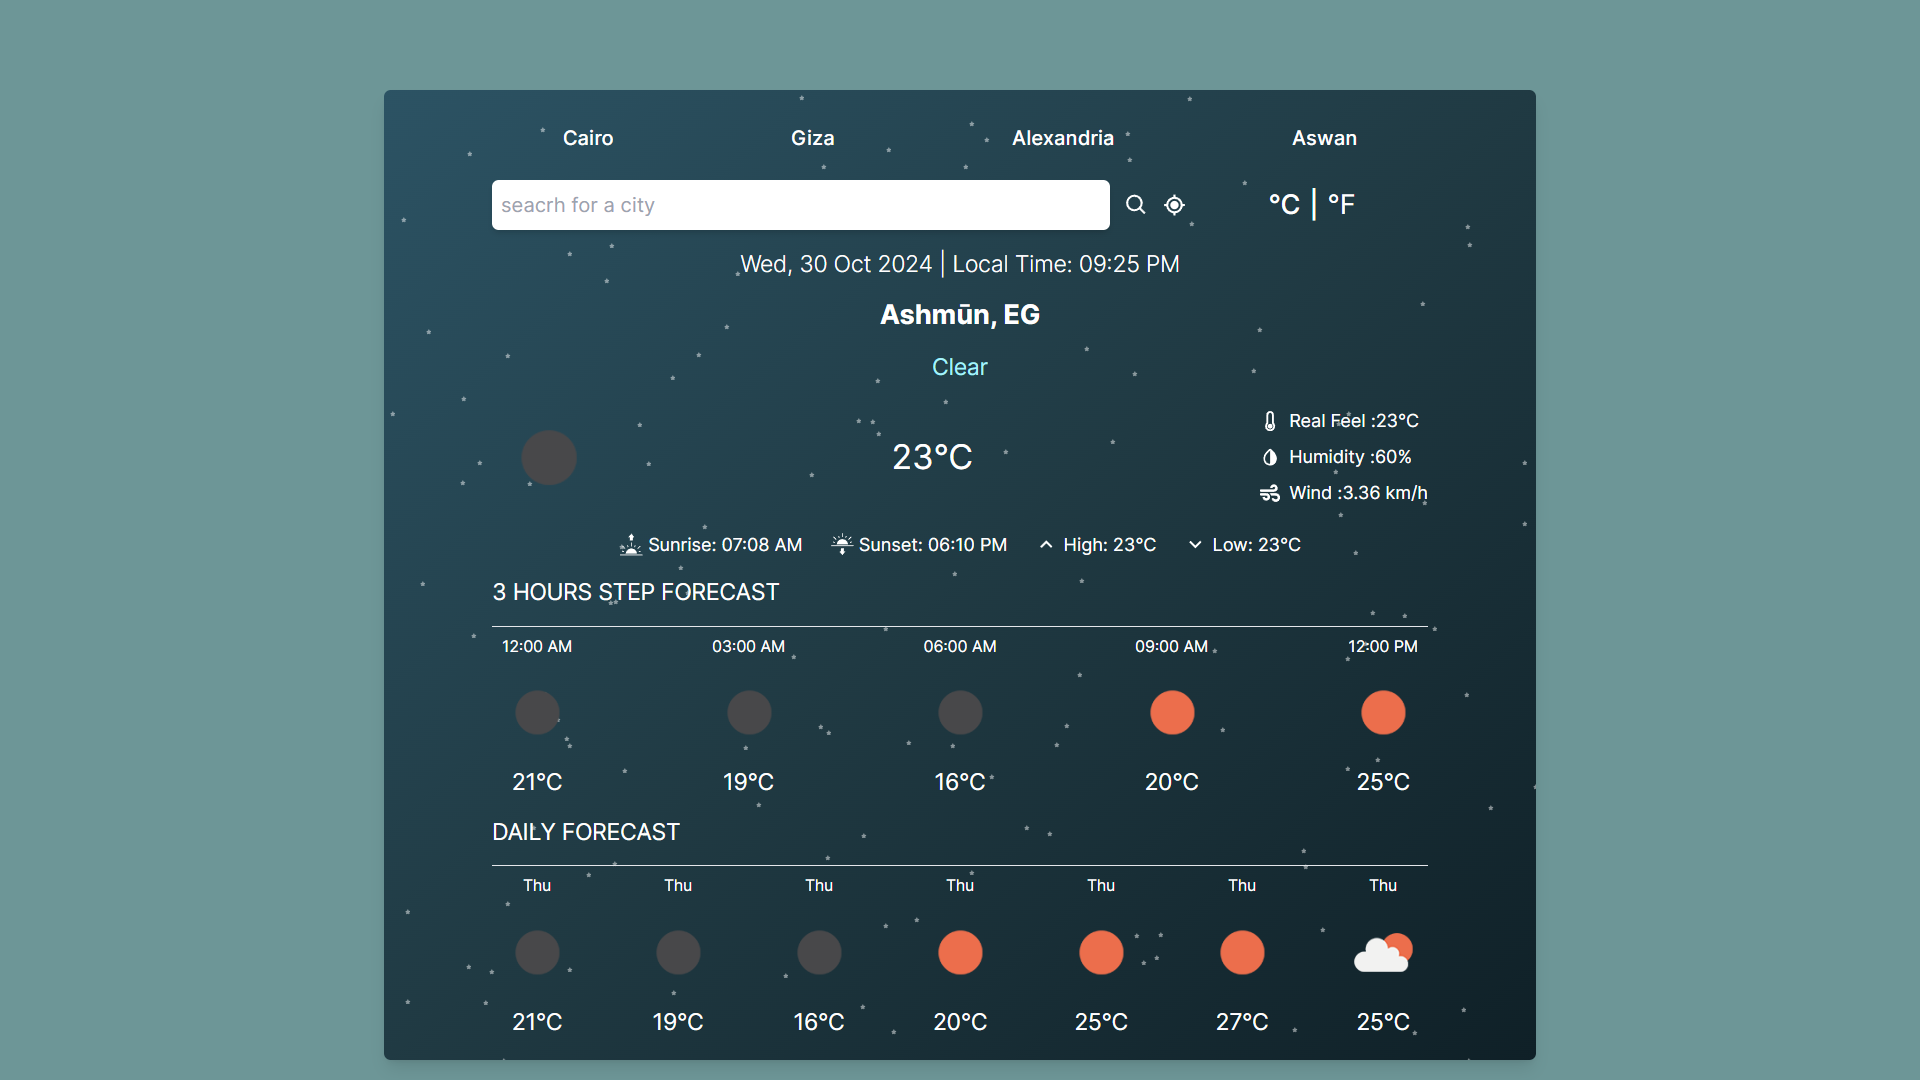 Cairo Giza Alexandria Aswan
seacrh for a city °C | °F
Wed, 30 Oct 2024 | Local Time: 09:25 PM
Ashmūn, EG
Clear
23°C
Real Feel :23°C
Humidity :60%
Wind :3.36 km/h
Sunrise: 07:08 AM Sunset: 06:10 PM High: 23°C Low: 23°C
3 HOURS STEP FORECAST
12:00 AM 03:00 AM 06:00 AM 09:00 AM 12:00 PM
21°C 19°C 16°C 20°C 25°C
DAILY FORECAST
Thu Thu Thu Thu Thu Thu Thu
21°C 19°C 16°C 20°C 25°C 27°C 25°C